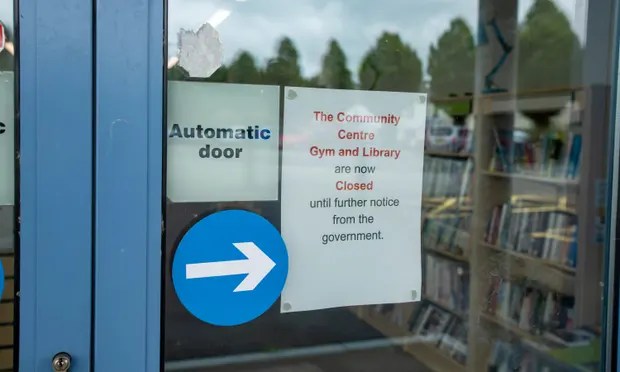 Automatic
door
The Community
Centre
Gym and Library
are now
Closed
until further notice
from the
government.